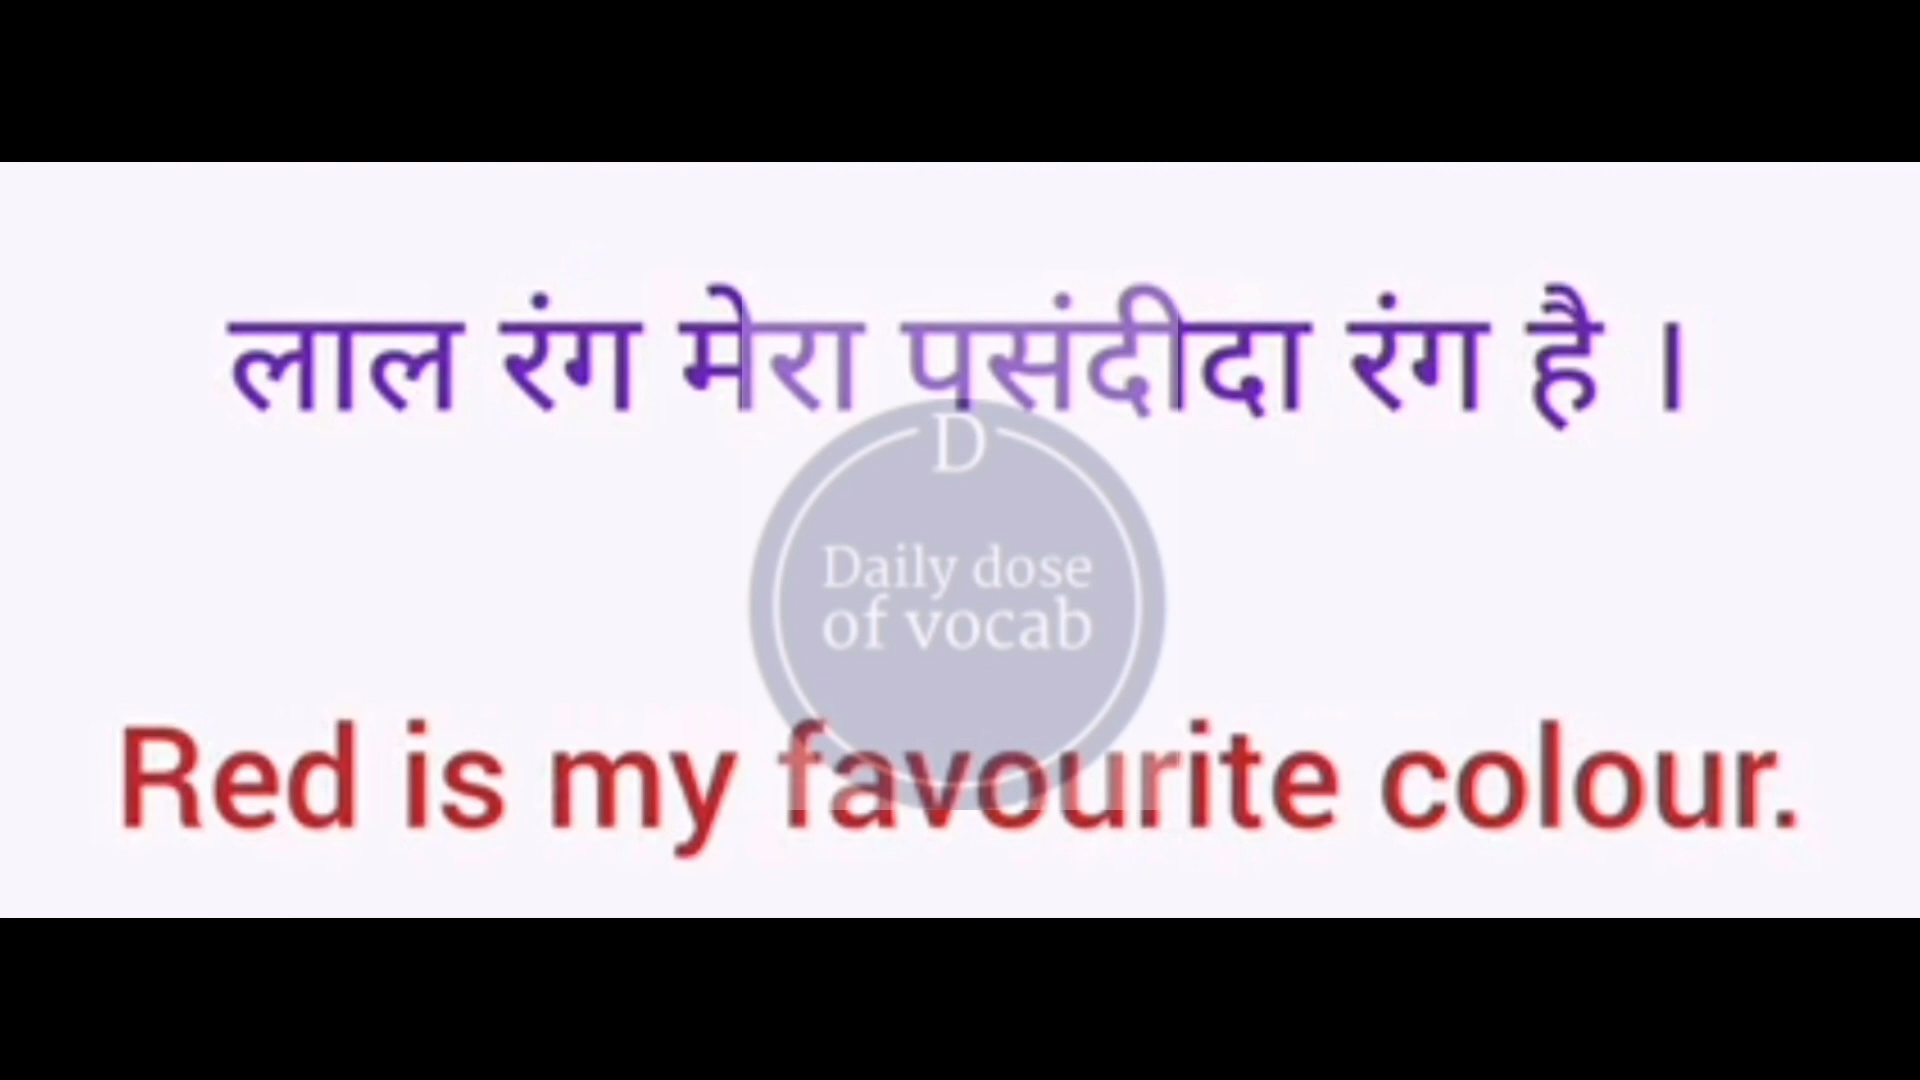 लाल रंग मेरा पसंदीदा रंग है ।
D
Daily dose
of vocab
Red is my favourite colour.